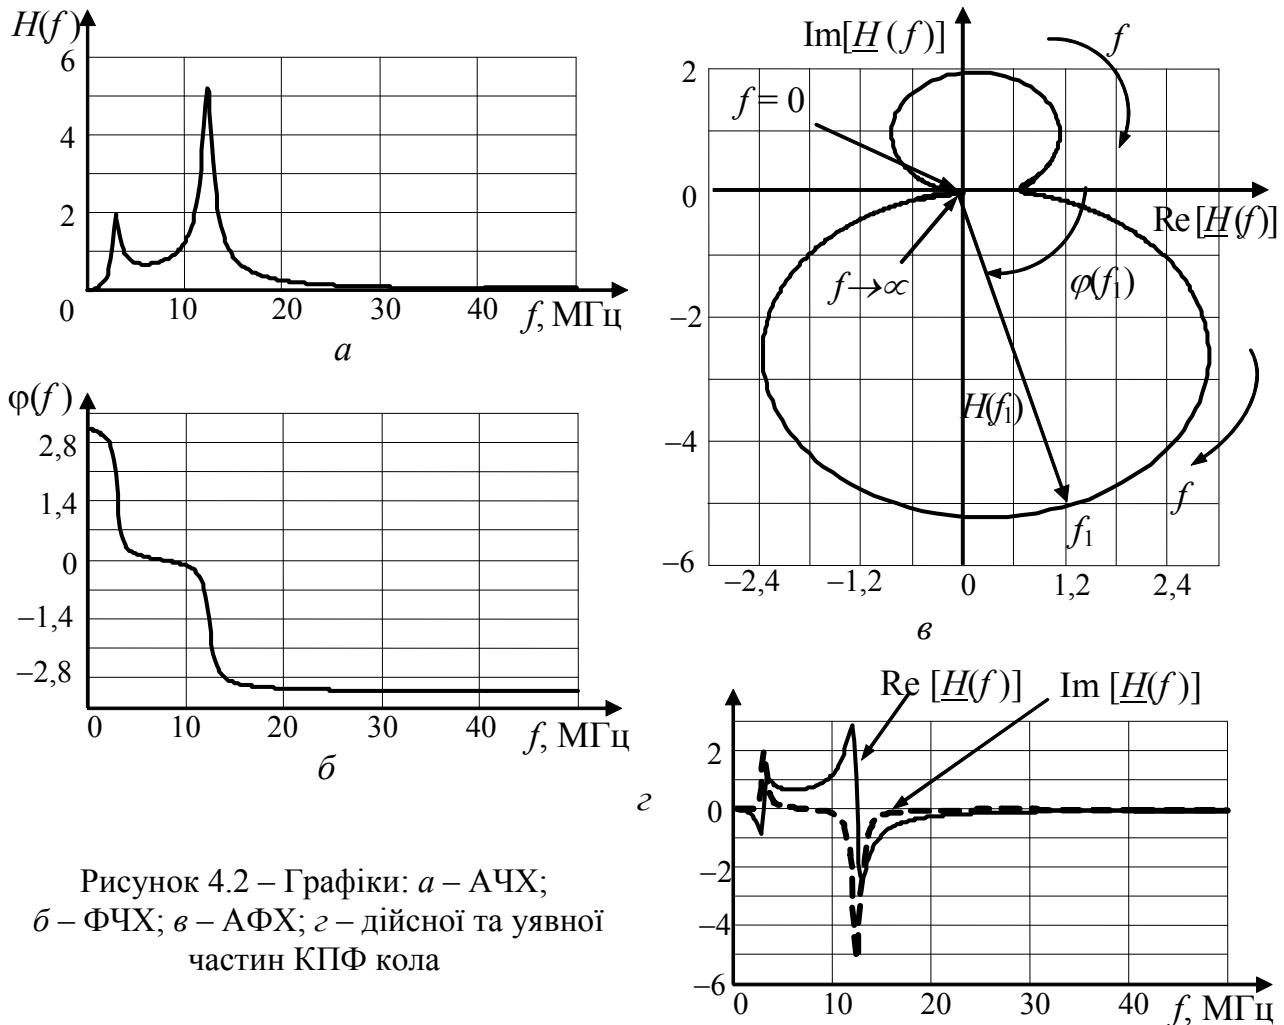 H(f)
6
4
2
0
10
20
30
40
f, МГц
а
φ(f)
2,8
1,4
0
−1,4
−2,8
0
10
20
30
40
f, МГц
б
Im[H (f)]
f
2
f = 0
0
Re [H(f)]
f→∝
φ(f1)
−2
H(f1)
−4
f
f1
−6
−2,4
−1,2
0
1,2
2,4
в
Re [H(f)]
Im [H(f)]
2
0
−2
−4
−6
0
10
20
40
f, МГц
г
Рисунок 4.2 – Графіки: а – АЧХ;
б – ФЧХ; в – АФХ; г – дійсної та уявної
частин КПФ кола